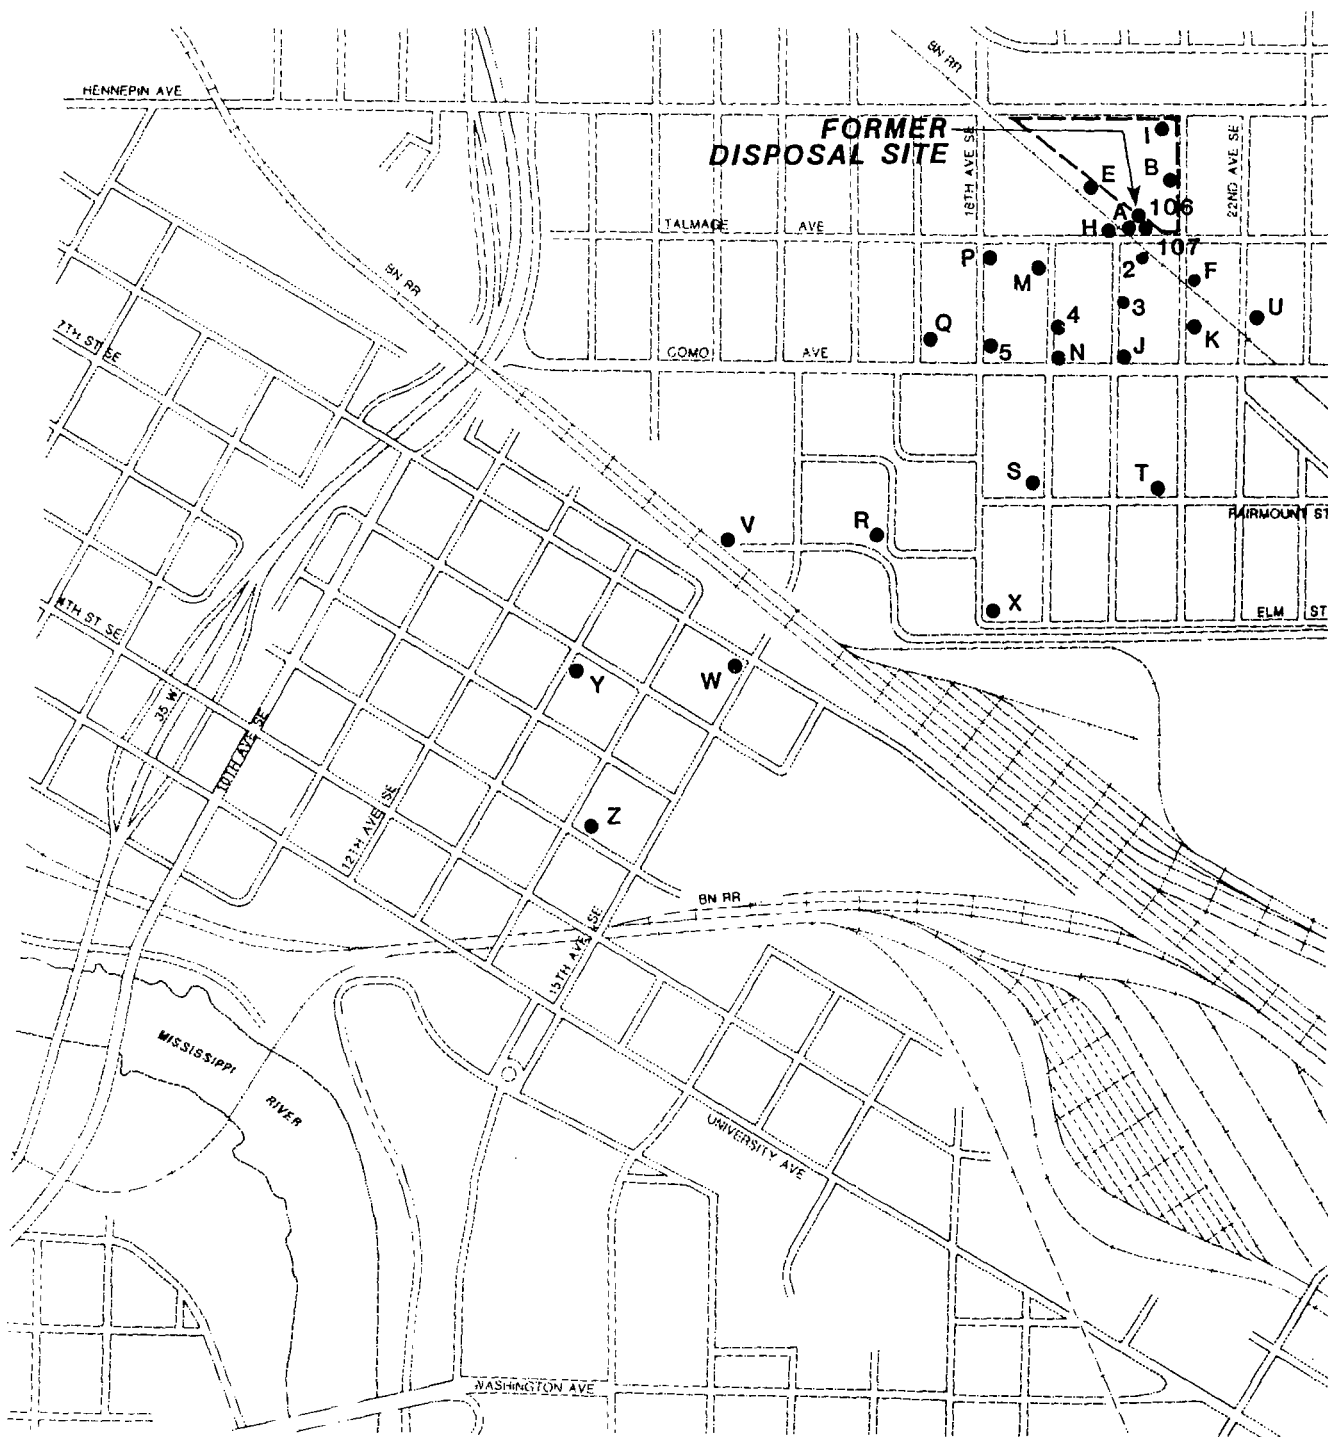 BN RR
HENNEPIN AVE
FORMER
DISPOSAL SITE
18TH AVE SE
22ND AVE SE
I
B
E
A
106
H
107
TALMAGE AVE
P
M
2
F
3
U
4
K
Q
5
N
J
COMO AVE
BN RR
7TH ST SE
S
T
FAIRMOUNT ST
V
R
X
ELM ST
4TH ST SE
Y
W
35 W
10TH AVE SE
12TH AVE SE
Z
BN RR
15TH AVE SE
MISSISSIPPI
RIVER
UNIVERSITY AVE
WASHINGTON AVE